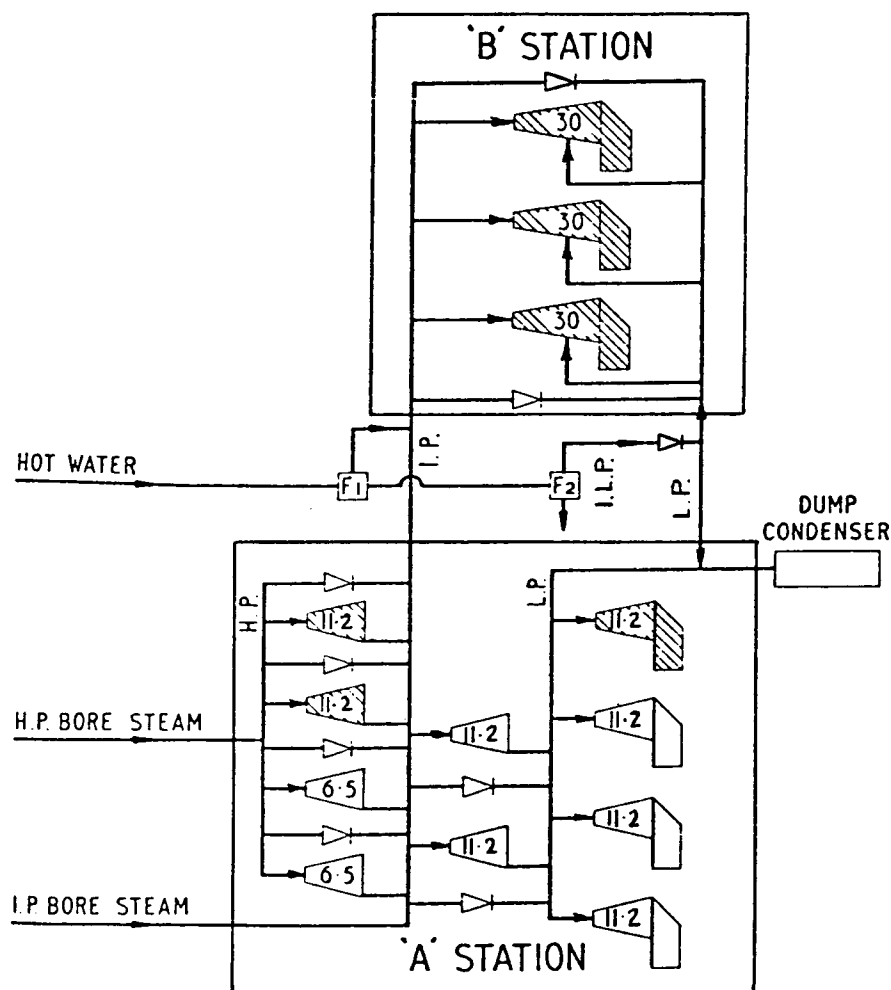 'B' STATION
30
30
30
I.P.
HOT WATER
F1
F2
I.L.P.
L.P.
DUMP
CONDENSER
H.P.
L.P.
11·2
11·2
11·2
11·2
H.P. BORE STEAM
11·2
6·5
11·2
11·2
6·5
I.P. BORE STEAM
11·2
'A' STATION